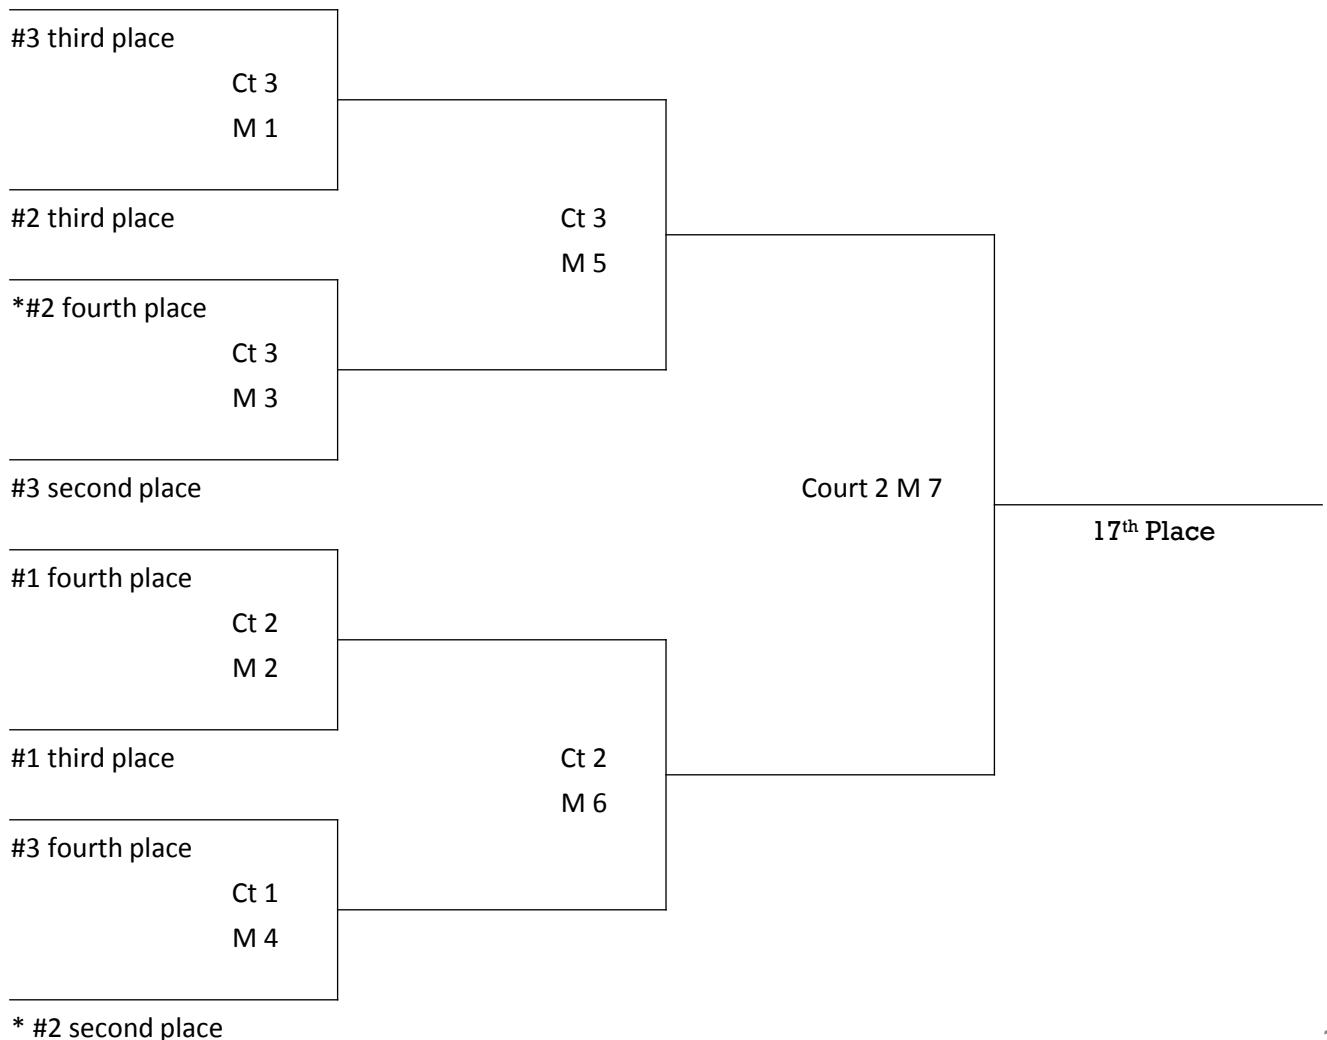 #3 third place
Ct 3
M 1
#2 third place
Ct 3
M 5
*#2 fourth place
Ct 3
M 3
#3 second place
Court 2 M 7
17th Place
#1 fourth place
Ct 2
M 2
#1 third place
Ct 2
M 6
#3 fourth place
Ct 1
M 4
* #2 second place